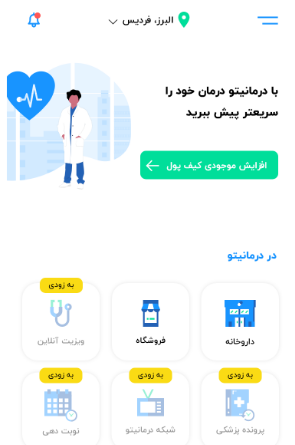 البرز، فردیس
با درمانیتو درمان خود را
سریعتر پیش ببرید
افزایش موجودی کیف پول
در درمانیتو
داروخانه
فروشگاه
به زودی
ویزیت آنلاین
به زودی
پرونده پزشکی
به زودی
شبکه درمانیتو
به زودی
نوبت دهی